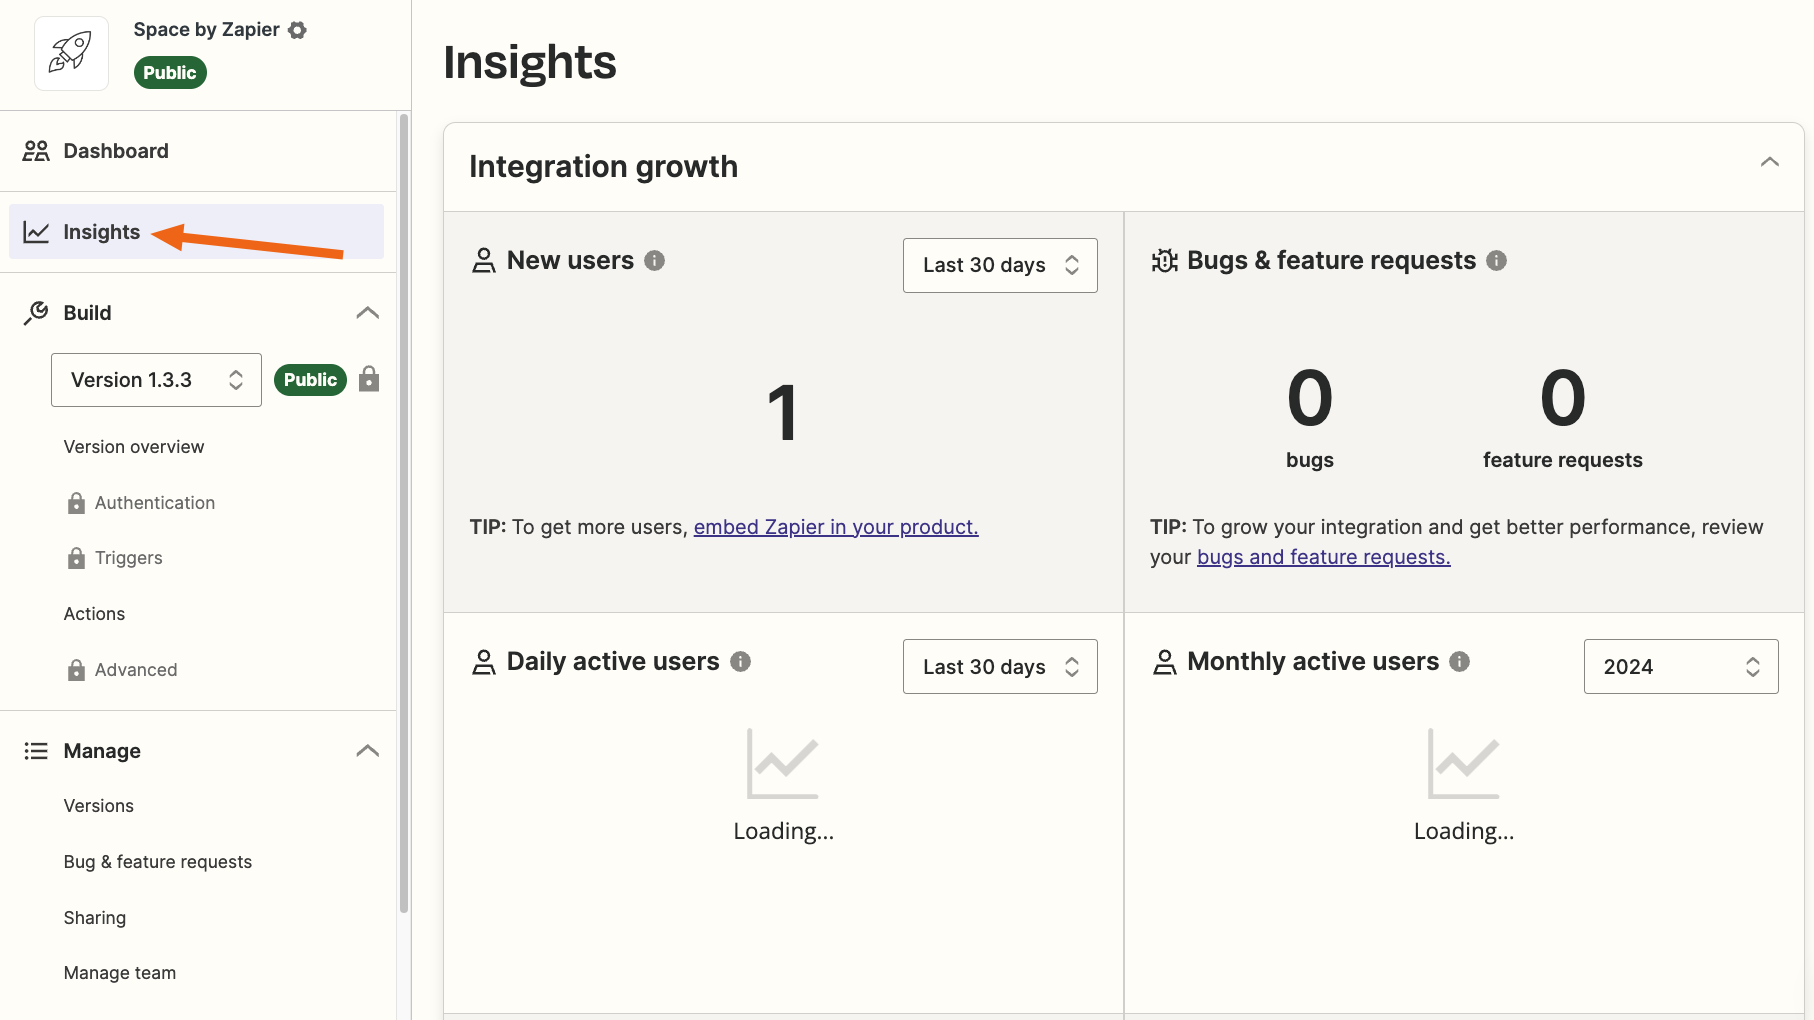 Space by Zapier
Public
Dashboard
Insights
Build
Version 1.3.3
Public
Version overview
Authentication
Triggers
Actions
Advanced
Manage
Versions
Bug & feature requests
Sharing
Manage team
Insights
Integration growth
New users
Last 30 days
1
TIP: To get more users, embed Zapier in your product.
Bugs & feature requests
0
bugs
0
feature requests
TIP: To grow your integration and get better performance, review
your bugs and feature requests.
Daily active users
Last 30 days
Loading...
Monthly active users
2024
Loading...